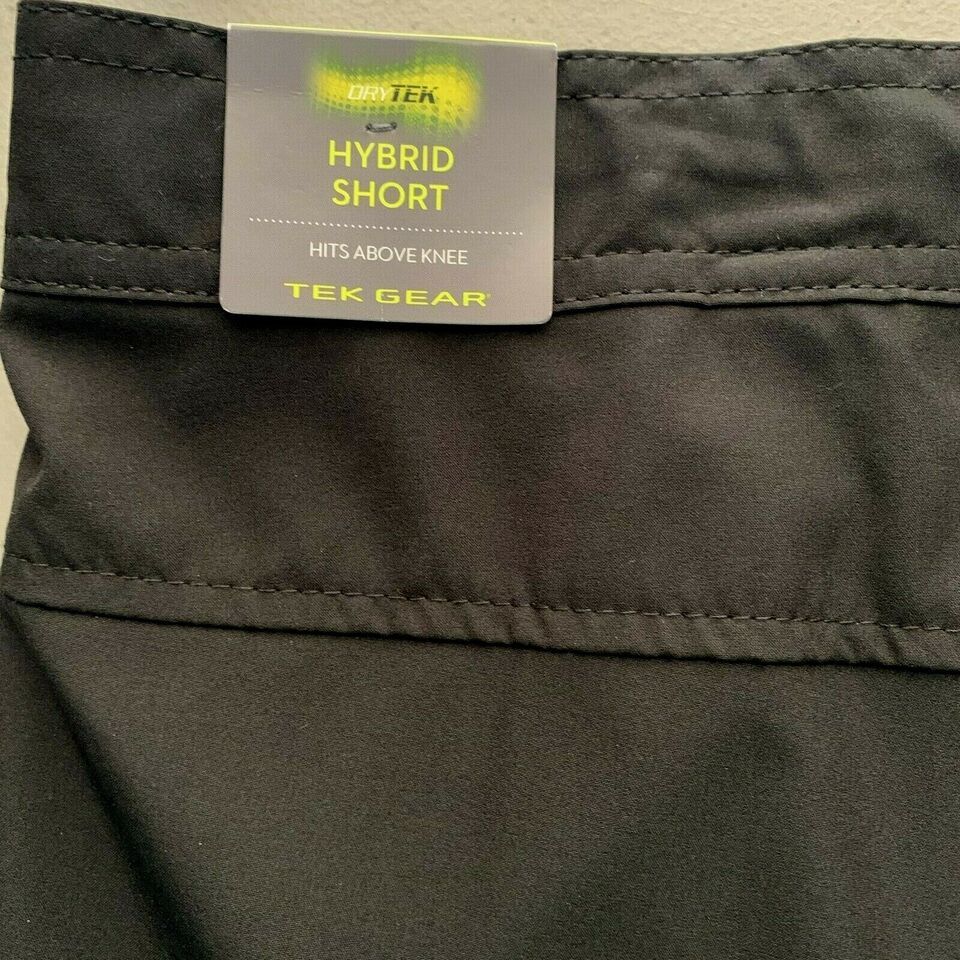 DRYTEK
HYBRID
SHORT
HITS ABOVE KNEE
TEK GEAR®